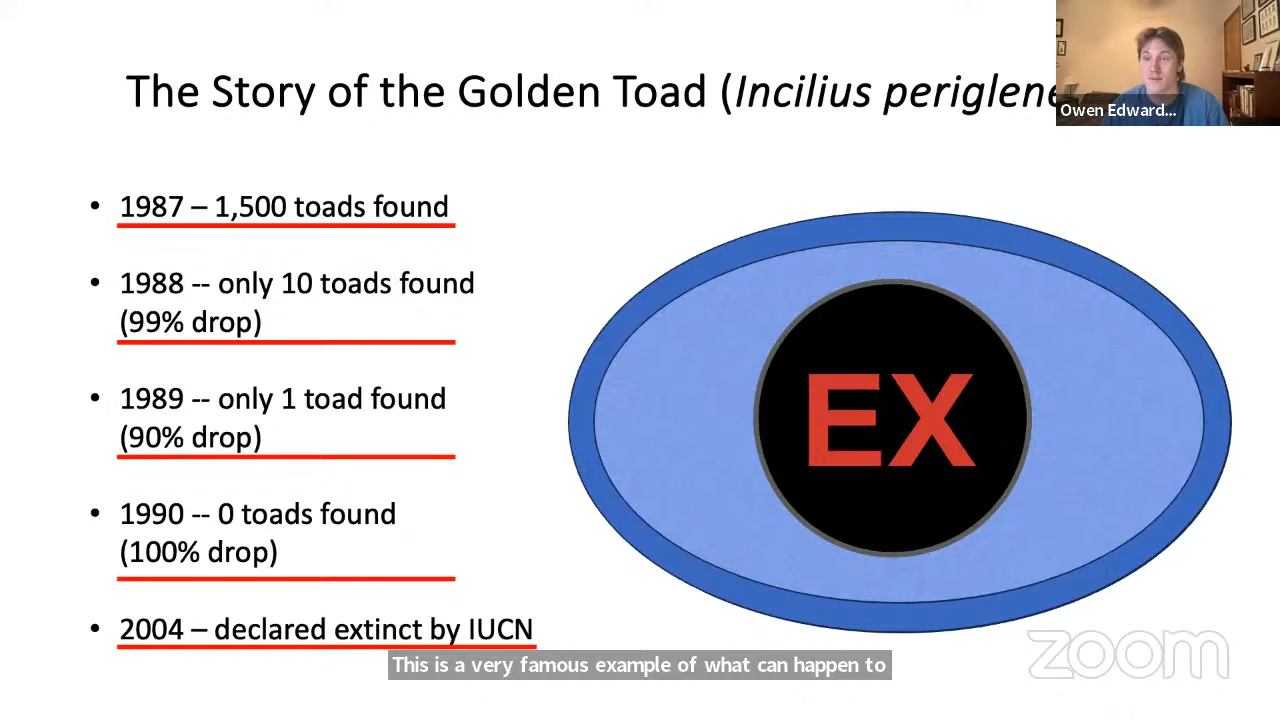 The Story of the Golden Toad (Incilius periglene
Owen Edward...
• 1987 – 1,500 toads found
• 1988 -- only 10 toads found
(99% drop)
• 1989 -- only 1 toad found
(90% drop)
• 1990 -- 0 toads found
(100% drop)
• 2004 – declared extinct by IUCN
EX
This is a very famous example of what can happen to
zoom